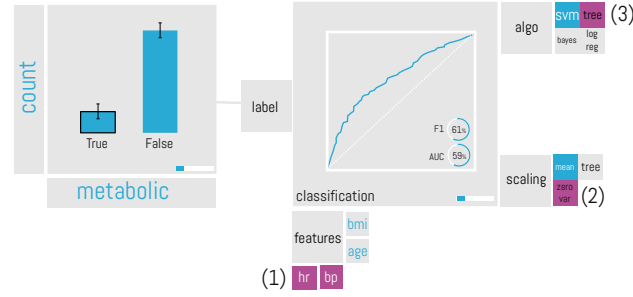 count
True
False
metabolic
label
F1
61%
AUC
59%
classification
algo
svm
tree
(3)
bayes
log
reg
scaling
mean
tree
zero
var
(2)
features
bmi
age
(1)
hr
bp